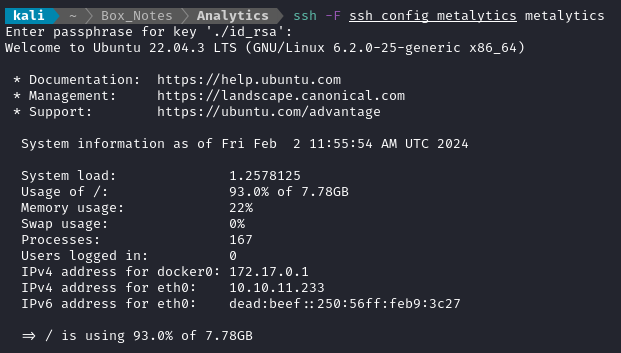 kali ~ Box_Notes Analytics ssh -F ssh_config_metalytics metalytics
Enter passphrase for key './id_rsa':
Welcome to Ubuntu 22.04.3 LTS (GNU/Linux 6.2.0-25-generic x86_64)
* Documentation: https://help.ubuntu.com
* Management: https://landscape.canonical.com
* Support: https://ubuntu.com/advantage
System information as of Fri Feb 2 11:55:54 AM UTC 2024
System load: 1.2578125
Usage of /: 93.0% of 7.78GB
Memory usage: 22%
Swap usage: 0%
Processes: 167
Users logged in: 0
IPv4 address for docker0: 172.17.0.1
IPv4 address for eth0: 10.10.11.233
IPv6 address for eth0: dead:beef::250:56ff:feb9:3c27
=> / is using 93.0% of 7.78GB